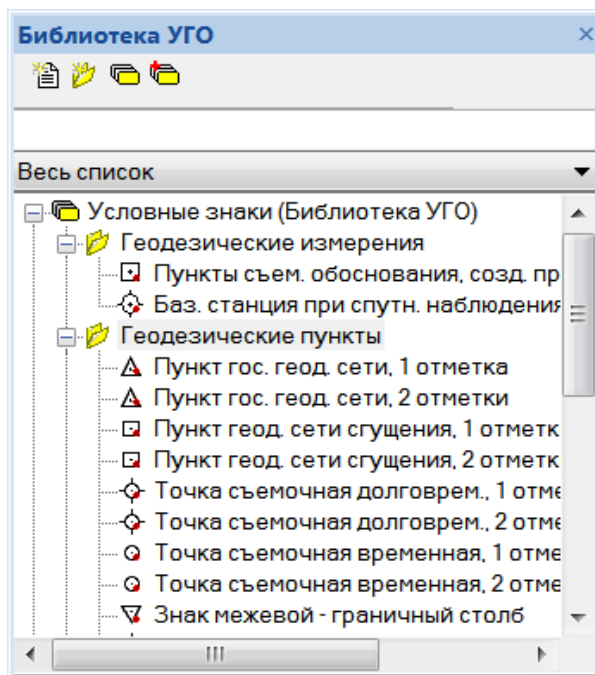 Библиотека УГО
Весь список
Условные знаки (Библиотека УГО)
Геодезические измерения
Пункты съем. обоснования, созд. пр
Баз. станция при спутн. наблюдения
Геодезические пункты
Пункт гос. геод. сети, 1 отметка
Пункт гос. геод. сети, 2 отметки
Пункт геод. сети сгущения, 1 отметк
Пункт геод. сети сгущения, 2 отметк
Точка съемочная долговрем., 1 отме
Точка съемочная долговрем., 2 отме
Точка съемочная временная, 1 отме
Точка съемочная временная, 2 отме
Знак межевой - граничный столб